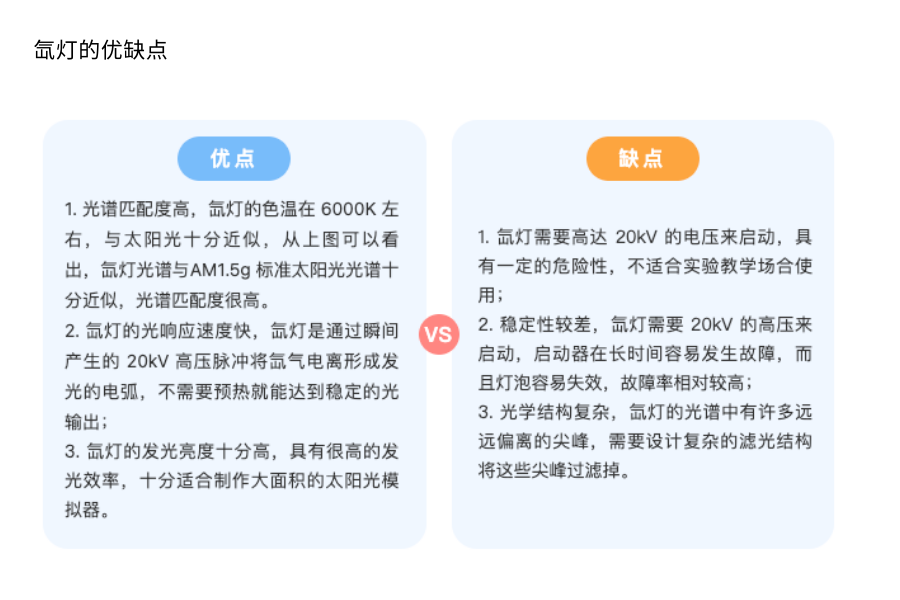 氙灯的优缺点
优点
1. 光谱匹配度高，氙灯的色温在 6000K 左
右，与太阳光十分近似，从上图可以看
出，氙灯光谱与AM1.5g 标准太阳光光谱十
分近似，光谱匹配度很高。
2. 氙灯的光响应速度快，氙灯是通过瞬间
产生的 20kV 高压脉冲将氙气电离形成发
光的电弧，不需要预热就能达到稳定的光
输出；
3. 氙灯的发光亮度十分高，具有很高的发
光效率，十分适合制作大面积的太阳光模
拟器。
VS
缺点
1. 氙灯需要高达 20kV 的电压来启动，具
有一定的危险性，不适合实验教学场合使
用；
2. 稳定性较差，氙灯需要 20kV 的高压来
启动，启动器在长时间容易发生故障，而
且灯泡容易失效，故障率相对较高；
3. 光学结构复杂，氙灯的光谱中有许多远
远偏离的尖峰，需要设计复杂的滤光结构
将这些尖峰过滤掉。